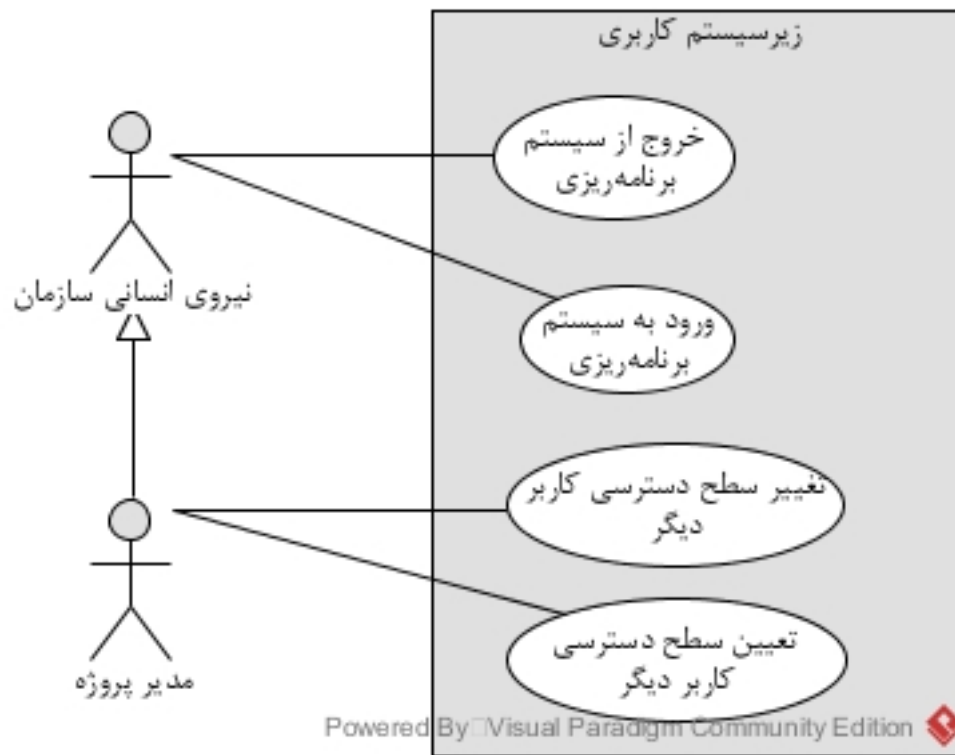 زیرسیستم کاربری
خروج از سیستم
برنامه‌ریزی
نیروی انسانی سازمان
ورود به سیستم
برنامه‌ریزی
تغییر سطح دسترسی کاربر
دیگر
مدیر پروژه
تعیین سطح دسترسی
کاربر دیگر
Powered By Visual Paradigm Community Edition